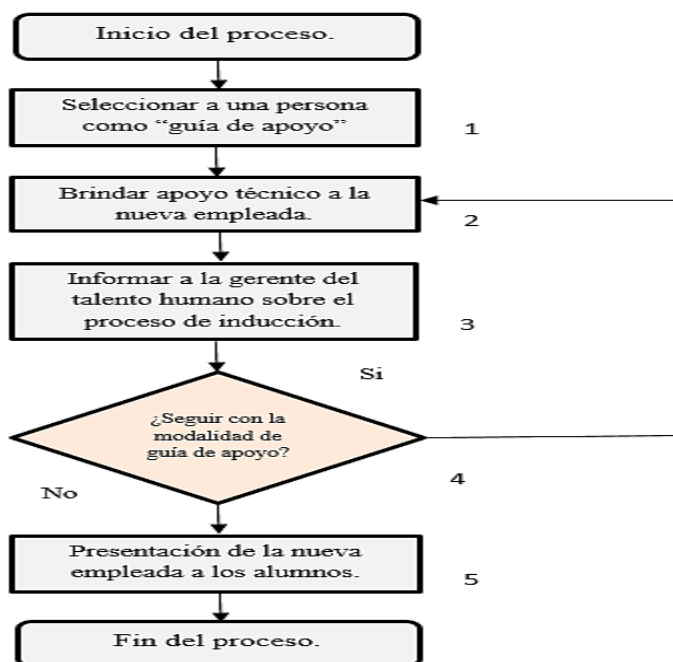 Inicio del proceso.
Seleccionar a una persona
como “guía de apoyo”
1
Brindar apoyo técnico a la
nueva empleada.
2
Informar a la gerente del
talento humano sobre el
proceso de inducción.
3
Si
¿Seguir con la
modalidad de
guía de apoyo?
4
No
Presentación de la nueva
empleada a los alumnos.
5
Fin del proceso.